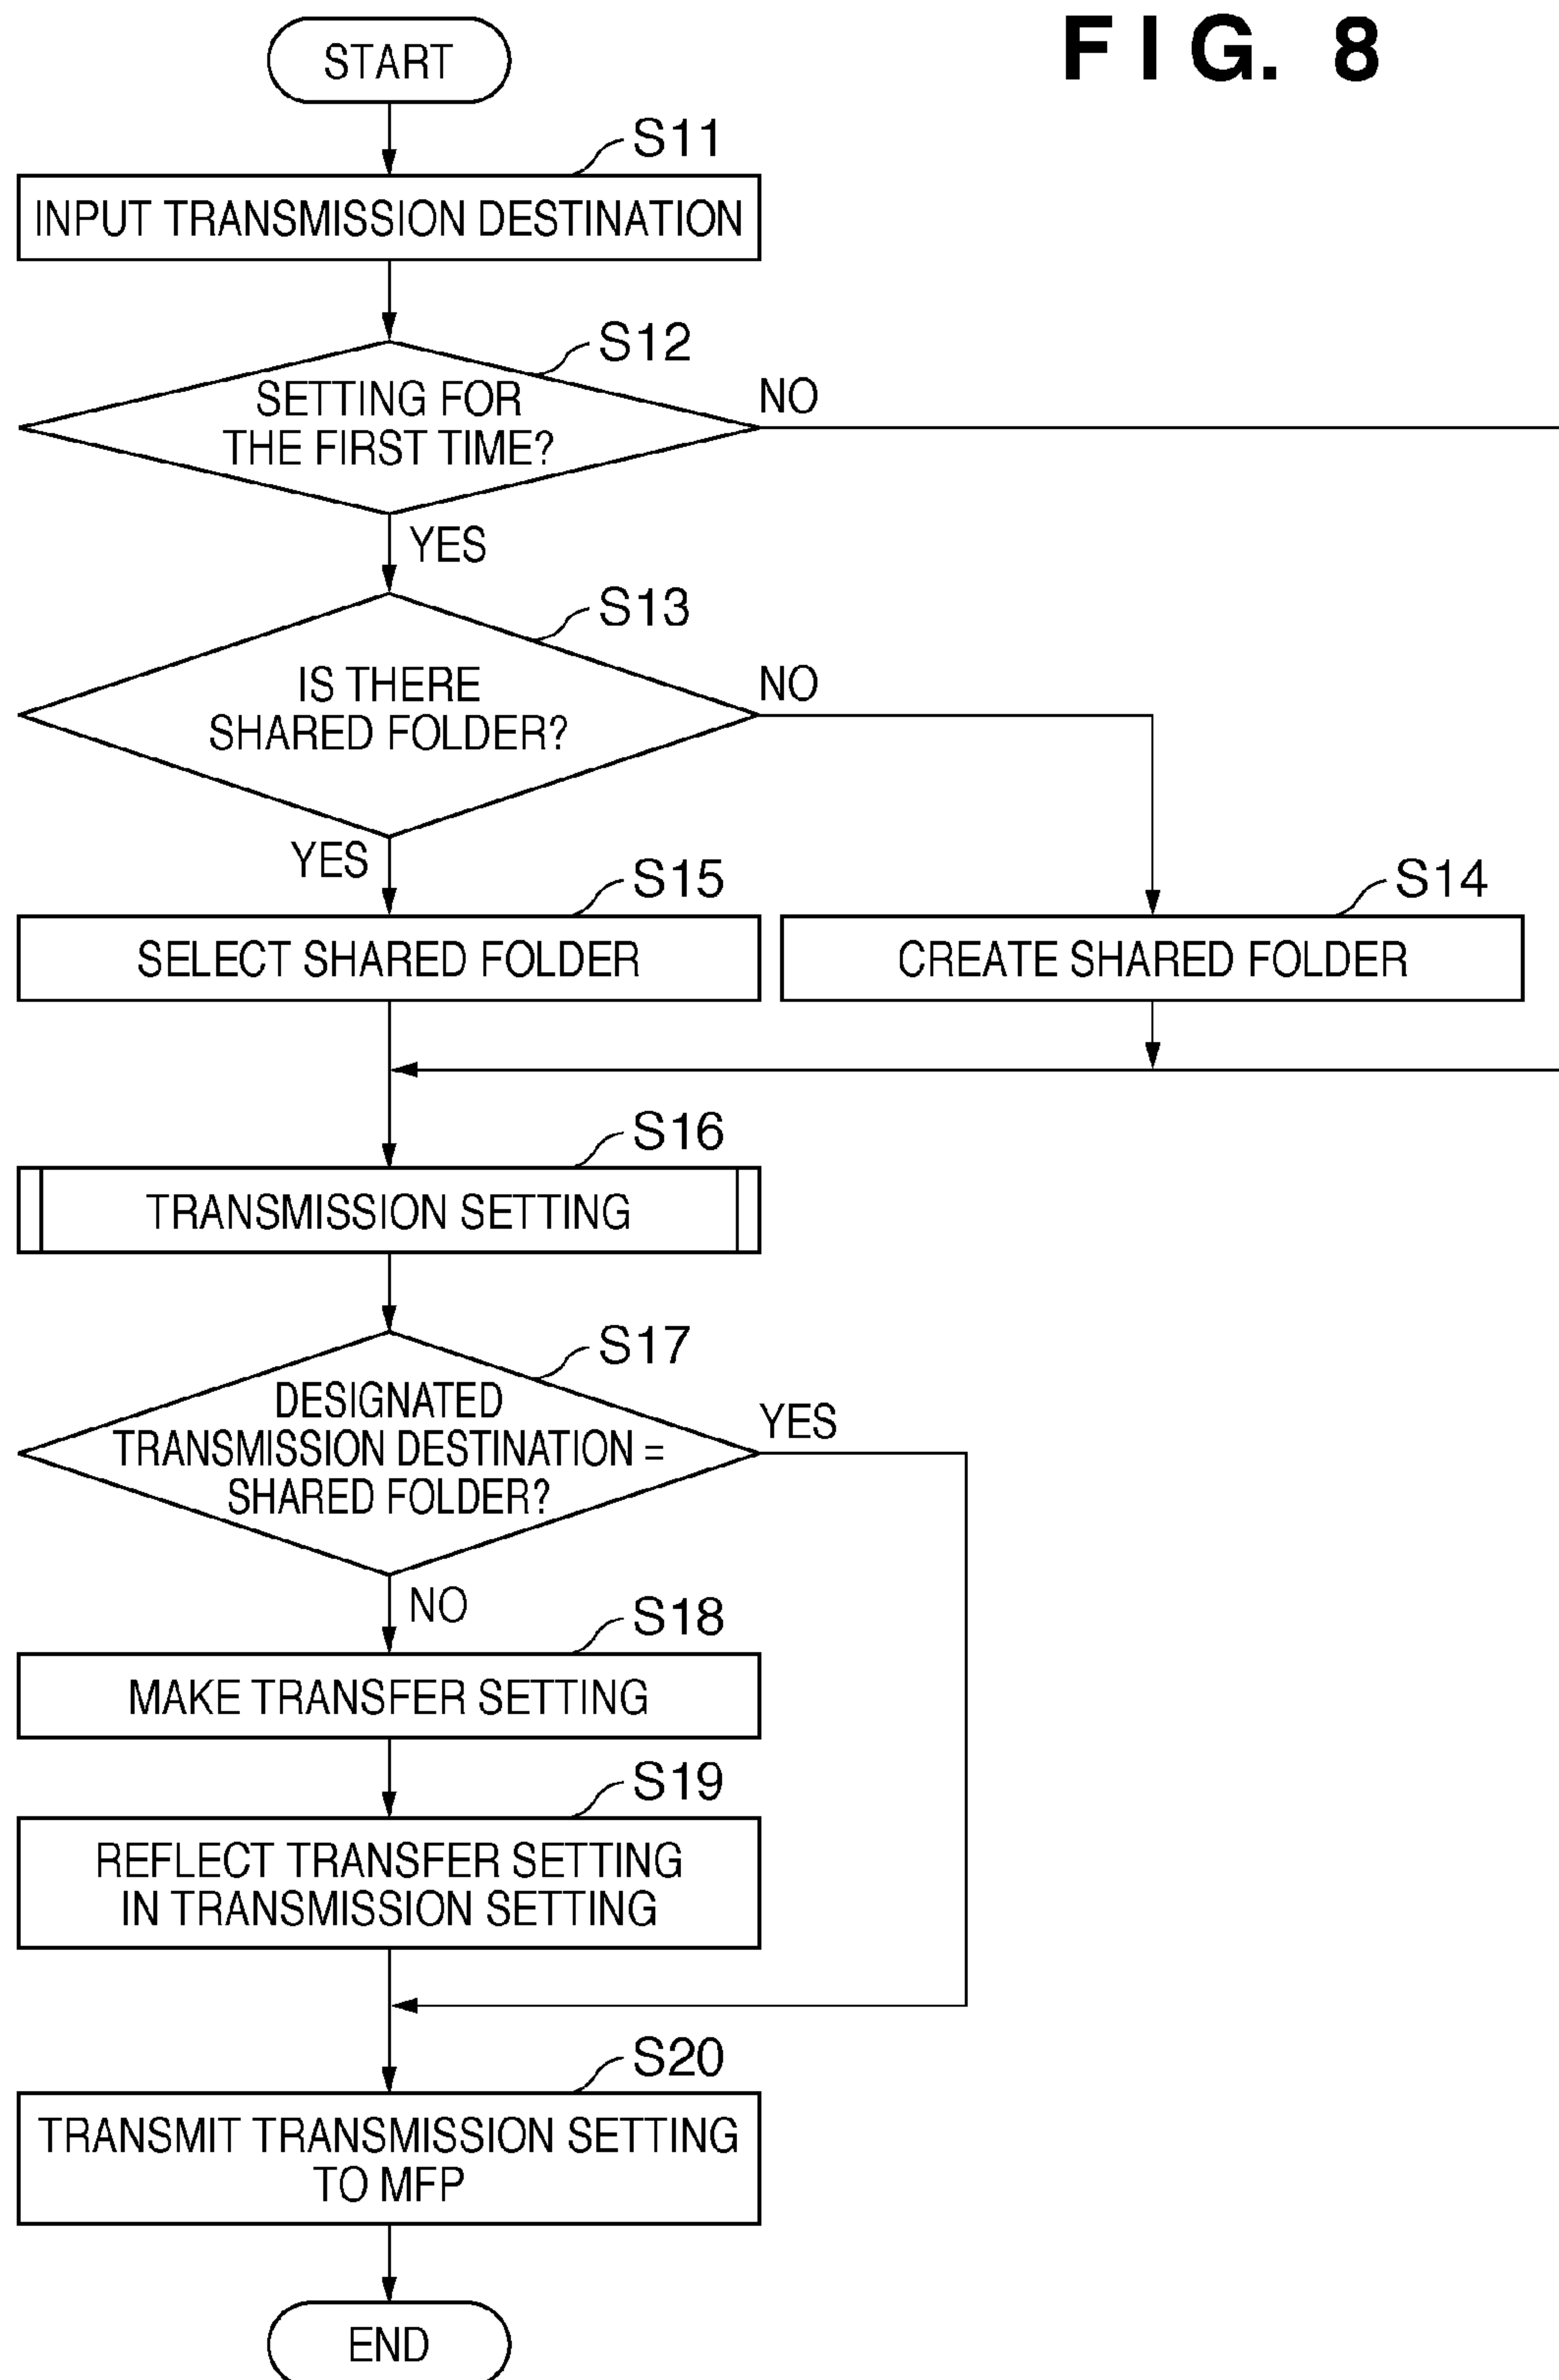 FIG. 8
START
S11
INPUT TRANSMISSION DESTINATION
S12
SETTING FOR
THE FIRST TIME?
NO
YES
S13
IS THERE
SHARED FOLDER?
NO
YES
S15
SELECT SHARED FOLDER
S14
CREATE SHARED FOLDER
S16
TRANSMISSION SETTING
S17
DESIGNATED
TRANSMISSION DESTINATION =
SHARED FOLDER?
YES
NO
S18
MAKE TRANSFER SETTING
S19
REFLECT TRANSFER SETTING
IN TRANSMISSION SETTING
S20
TRANSMIT TRANSMISSION SETTING
TO MFP
END